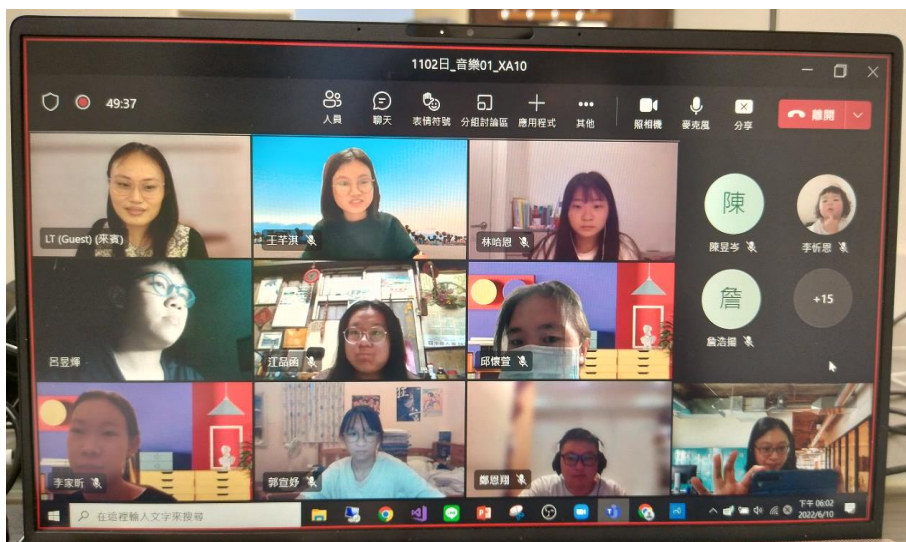 1102日_音樂01_XA10
49:37
人員
聊天
表情符號
分組討論區
應用程式
其他
照相機
麥克風
分享
離開
LT (Guest) (來賓)
王芊淇
林哈恩
陳
陳昱岑
李忻恩
呂昱煇
江品函
邱懷萱
詹
+15
李家昕
郭宣妤
鄭恩翔
在這裡輸入文字來搜尋
下午 06:02
2022/6/10